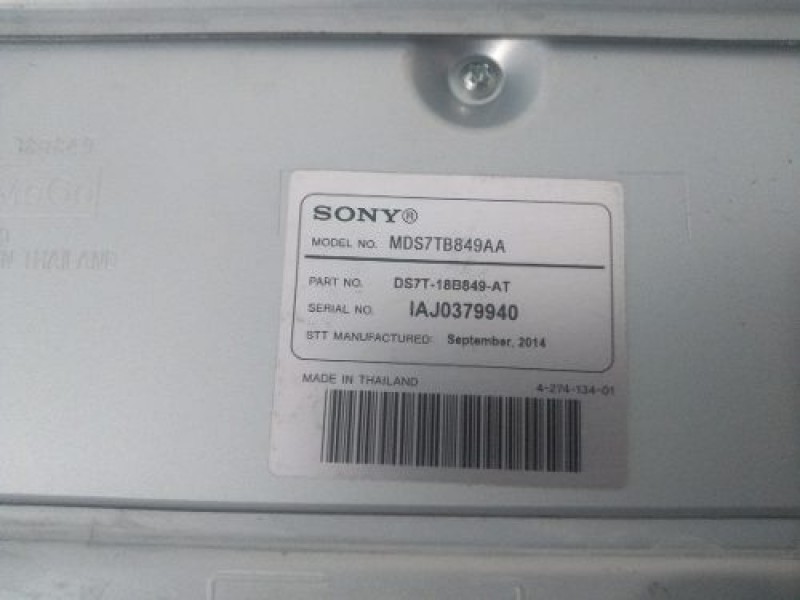 SONY®
MODEL NO. MDS7TB849AA
PART NO. DS7T-18B849-AT
SERIAL NO. IAJ0379940
STT MANUFACTURED: September, 2014
MADE IN THAILAND 4-274-134-01